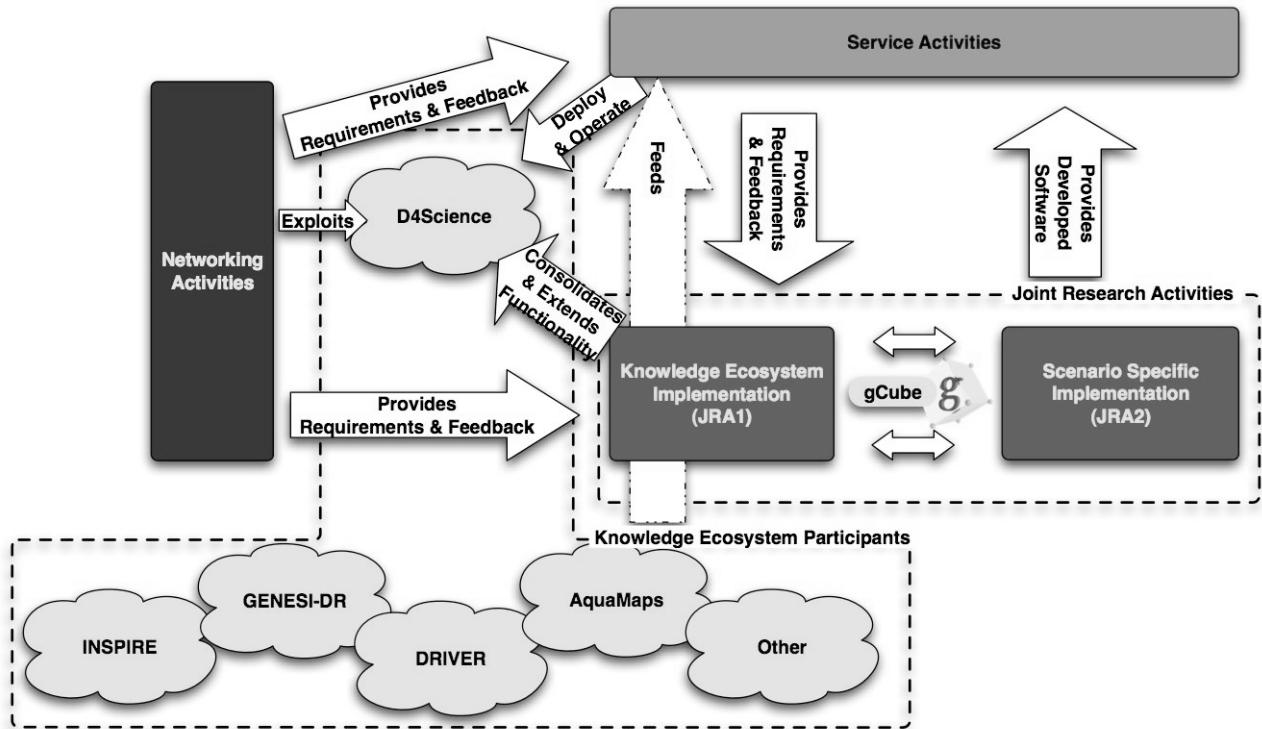 Service Activities
Provides
Requirements & Feedback
Deploy
& Operate
Networking
Activities
Exploits
D4Science
Feeds
Provides
Requirements
& Feedback
Provides
Developed
Software
Consolidates
& Extends
Functionality
Joint Research Activities
Knowledge Ecosystem
Implementation
(JRA1)
gCube
g
Scenario Specific
Implementation
(JRA2)
Provides
Requirements & Feedback
Knowledge Ecosystem Participants
INSPIRE
GENESI-DR
DRIVER
AquaMaps
Other